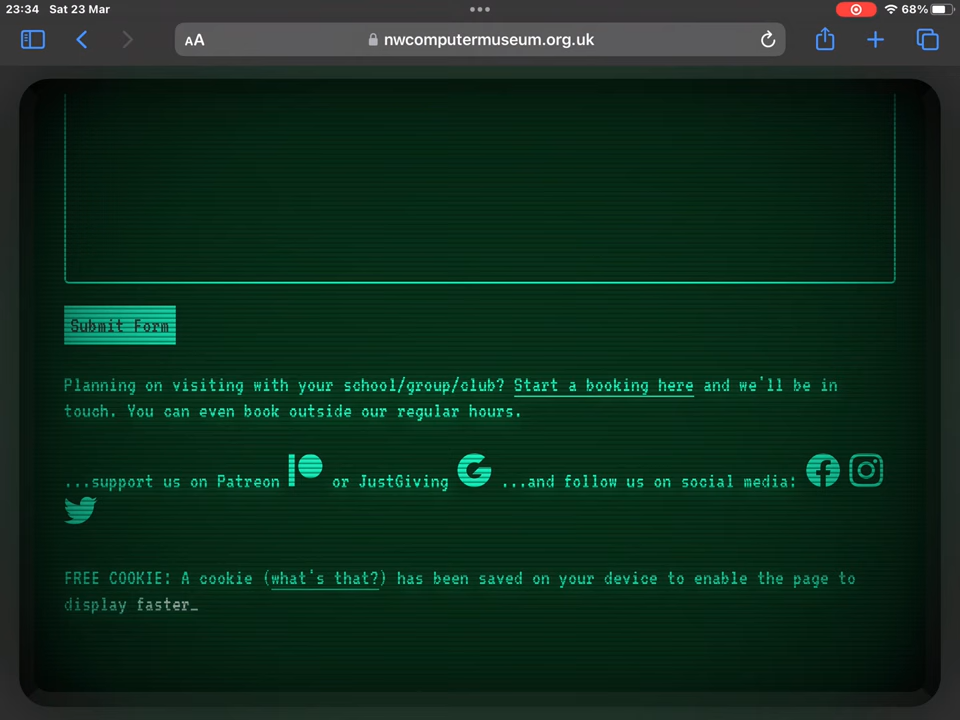 23:34 Sat 23 Mar
68%
AA nwcomputermuseum.org.uk
Submit Form
Planning on visiting with your school/group/club? Start a booking here and we'll be in
touch. You can even book outside our regular hours.
...support us on Patreon or JustGiving ...and follow us on social media:
FREE COOKIE: A cookie (what's that?) has been saved on your device to enable the page to
display faster_